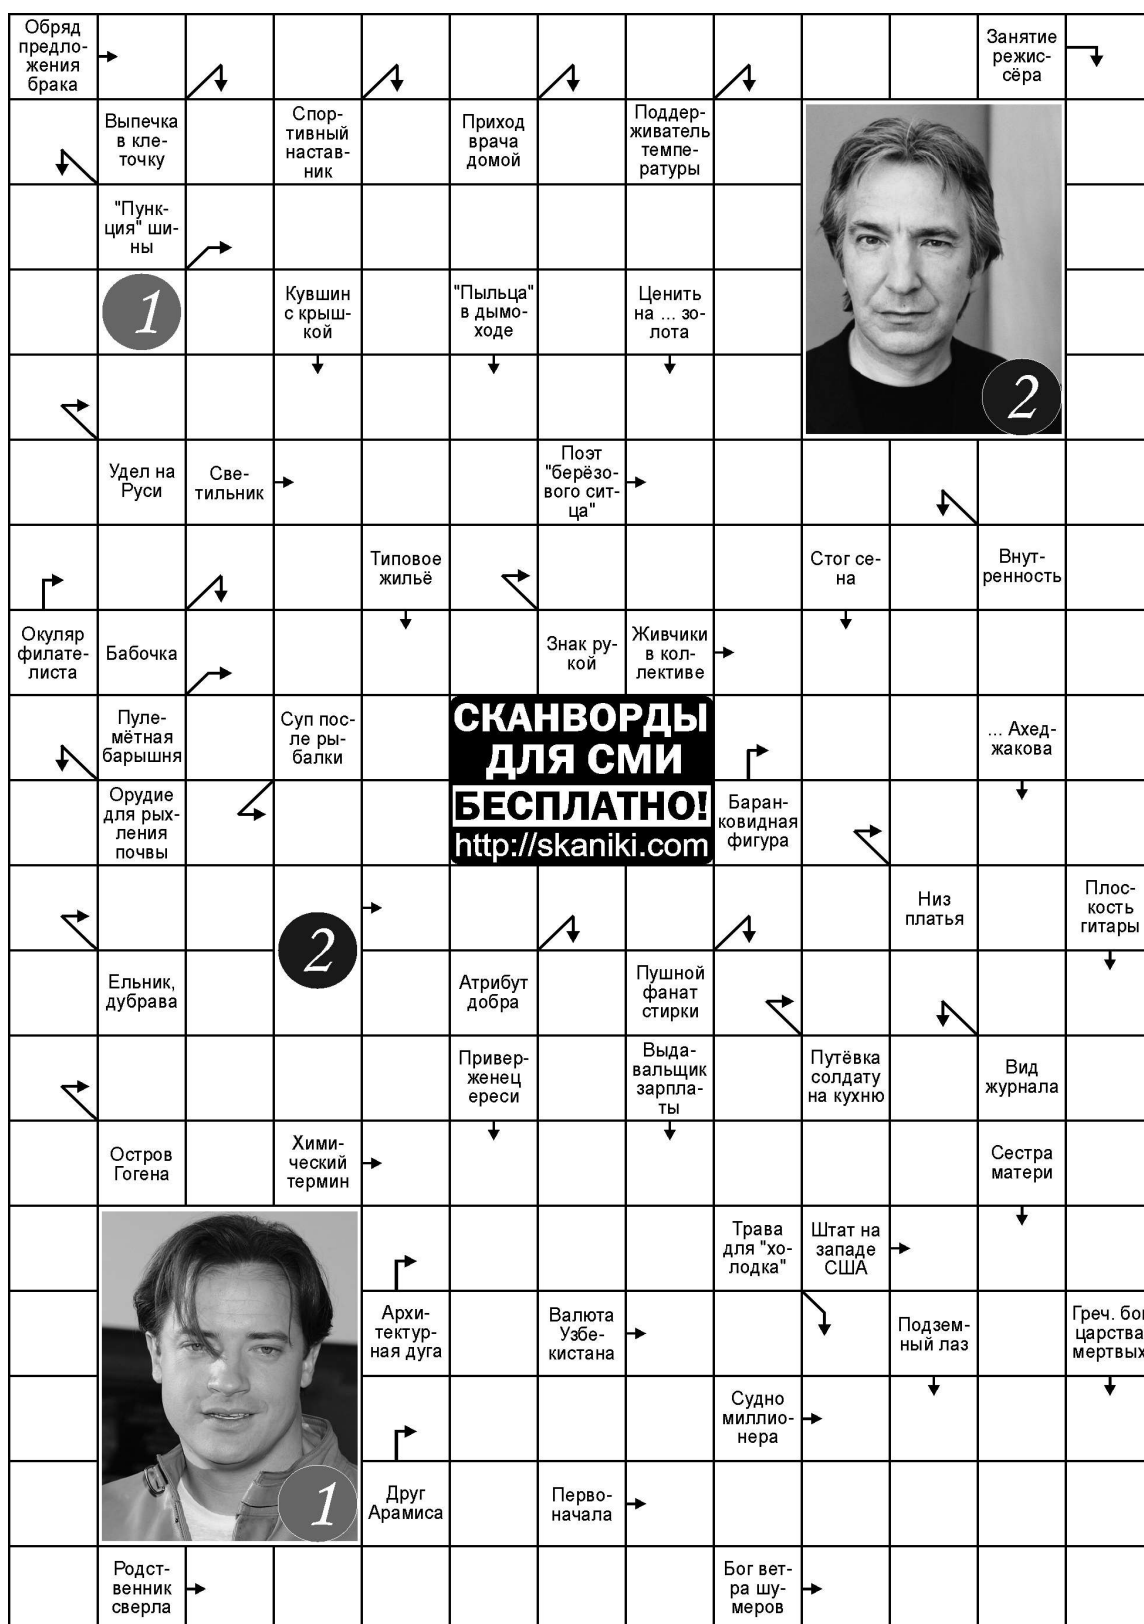 Обряд
предло-
жения
брака
Занятие
режис-
сёра
Выпечка
в кле-
точку
Спор-
тивный
настав-
ник
Приход
врача
домой
Поддер-
живатель
темпе-
ратуры
"Пунк-
ция" ши-
ны
1
Кувшин
с крыш-
кой
"Пыльца"
в дымо-
ходе
Ценить
на ... зо-
лота
2
Удел на
Руси
Све-
тильник
Поэт
"берёзо-
вого сит-
ца"
Типовое
жильё
Стог се-
на
Внут-
ренность
Окуляр
филате-
листа
Бабочка
Знак ру-
кой
Живчики
в кол-
лективе
Пуле-
мётная
барышня
Суп пос-
ле ры-
балки
СКАНВОРДЫ
ДЛЯ СМИ
БЕСПЛАТНО!
http://skaniki.com
... Ахед-
жакова
Орудие
для рых-
ления
почвы
Баран-
ковидная
фигура
2
Низ
платья
Плос-
кость
гитары
Ельник,
дубрава
Атрибут
добра
Пушной
фанат
стирки
Привер-
женец
ереси
Выда-
вальщик
зарпла-
ты
Путёвка
солдату
на кухню
Вид
журнала
Остров
Гогена
Хими-
ческий
термин
Сестра
матери
Трава
для "хо-
лодка"
Штат на
западе
США
Архи-
тектур-
ная дуга
Валюта
Узбе-
кистана
Подзем-
ный лаз
Греч. бог
царства
мертвых
Судно
миллио-
нера
1
Друг
Арамиса
Перво-
начала
Родст-
венник
сверла
Бог вет-
ра шу-
меров